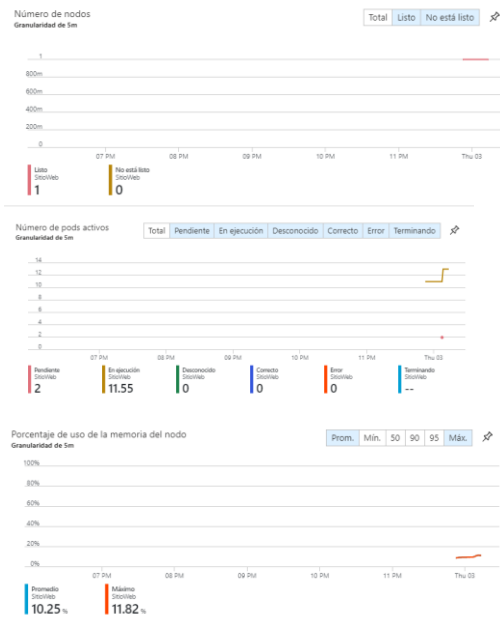 Número de nodos
Granularidad de 5m
Total Listo No está listo
1
800m
600m
400m
200m
0
07 PM 08 PM 09 PM 10 PM 11 PM Thu 03
Listo No está listo
SitioWeb SitioWeb
1 0
Número de pods activos
Granularidad de 5m
Total Pendiente En ejecución Desconocido Correcto Error Terminando
14
12
10
8
6
4
2
0
07 PM 08 PM 09 PM 10 PM 11 PM Thu 03
Pendiente En ejecución Desconocido Correcto Error Terminando
SitioWeb SitioWeb SitioWeb SitioWeb SitioWeb SitioWeb
2 11.55 0 0 0 --
Porcentaje de uso de la memoria del nodo
Granularidad de 5m
Prom. Mín. 50 90 95 Máx.
100%
80%
60%
40%
20%
0%
07 PM 08 PM 09 PM 10 PM 11 PM Thu 03
Promedio Máximo
SitioWeb SitioWeb
10.25 % 11.82 %